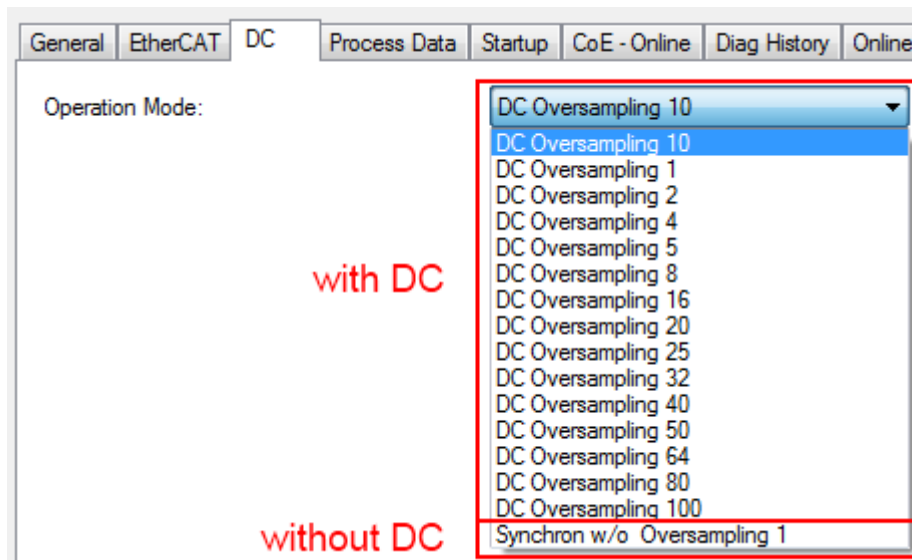 General EtherCAT DC Process Data Startup CoE - Online Diag History Online
Operation Mode: DC Oversampling 10
DC Oversampling 10
DC Oversampling 1
DC Oversampling 2
DC Oversampling 4
DC Oversampling 5
with DC DC Oversampling 8
DC Oversampling 16
DC Oversampling 20
DC Oversampling 25
DC Oversampling 32
DC Oversampling 40
DC Oversampling 50
DC Oversampling 64
DC Oversampling 80
DC Oversampling 100
without DC Synchron w/o Oversampling 1